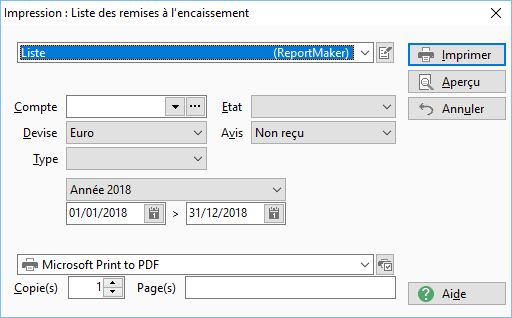 Impression : Liste des remises à l'encaissement
Liste (ReportMaker)
Imprimer
Aperçu
Annuler
Compte
Etat
Devise Euro
Avis Non reçu
Type
Année 2018
01/01/2018 > 31/12/2018
Microsoft Print to PDF
Copie(s) 1 Page(s)
Aide